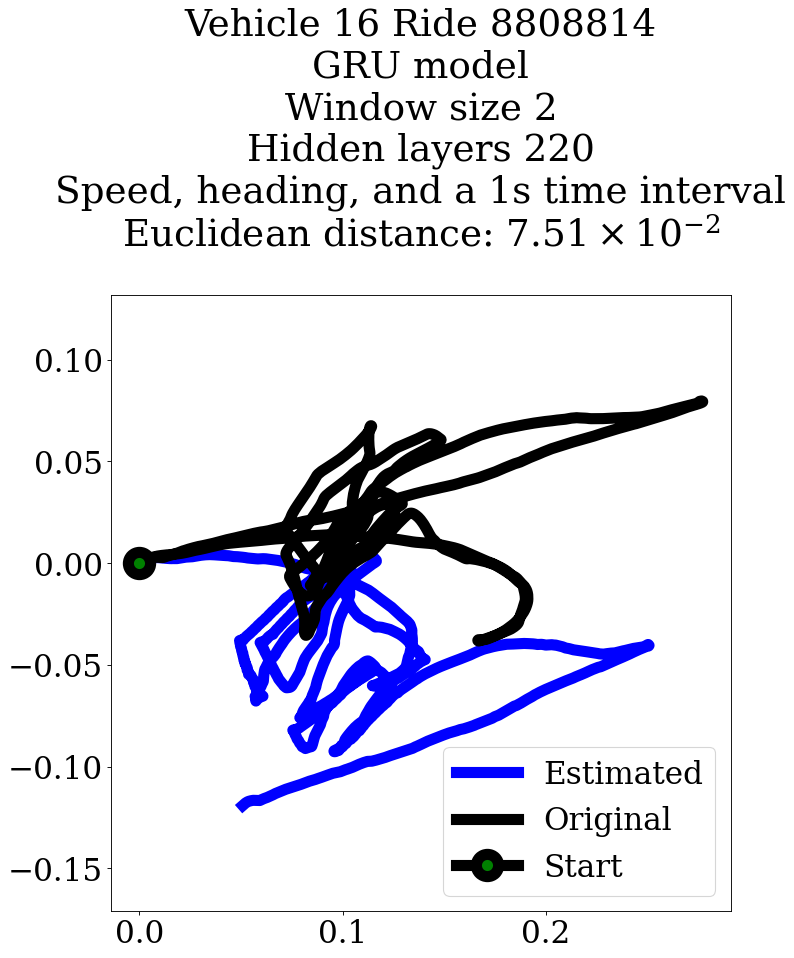 Vehicle 16 Ride 8808814
GRU model
Window size 2
Hidden layers 220
Speed, heading, and a 1s time interval
Euclidean distance: 7.51 × 10⁻²
0.10
0.05
0.00
−0.05
−0.10
−0.15
Estimated
Original
Start
0.0 0.1 0.2